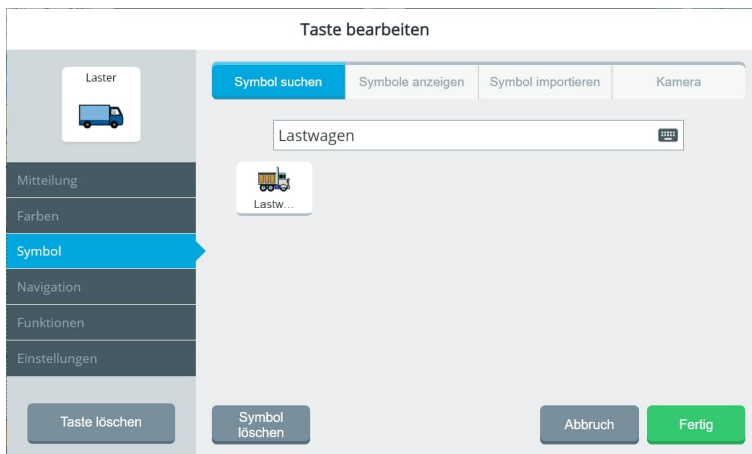 Taste bearbeiten
Laster
Symbol suchen
Symbole anzeigen
Symbol importieren
Kamera
Lastwagen
Lastw...
Mitteilung
Farben
Symbol
Navigation
Funktionen
Einstellungen
Taste löschen
Symbol
löschen
Abbruch
Fertig